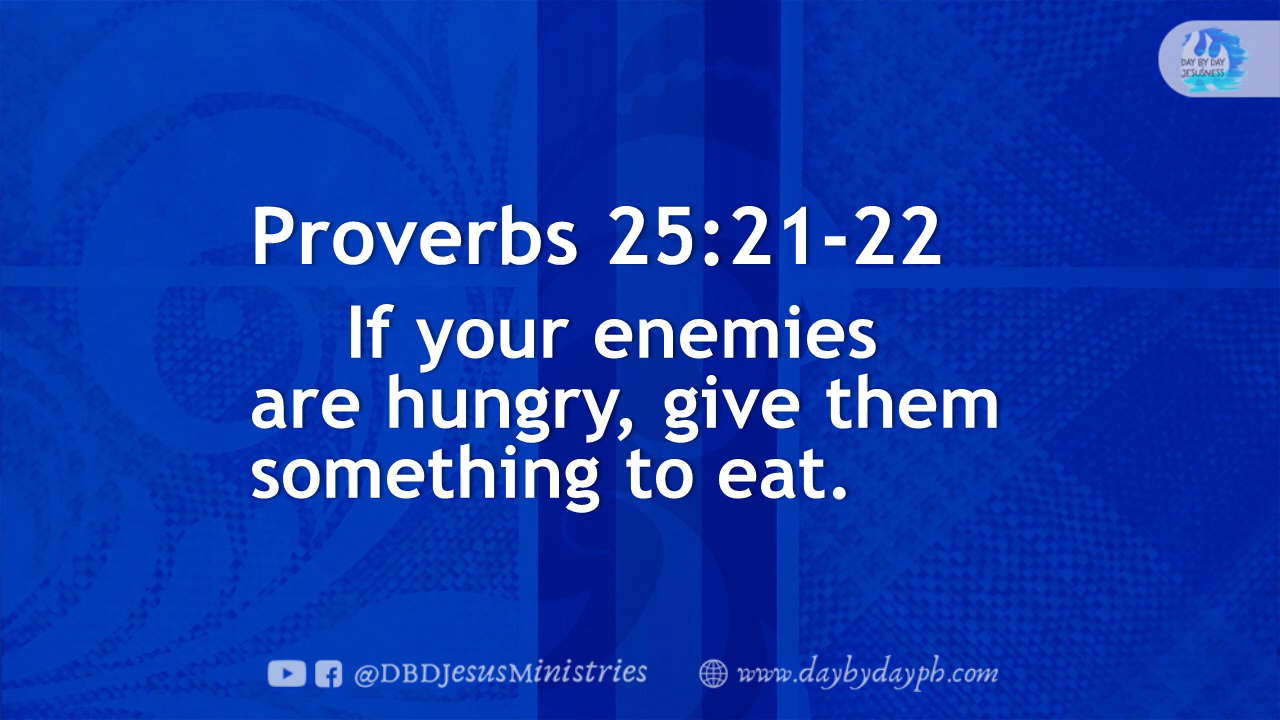 DAY BY DAY
JESUSNESS
Proverbs 25:21-22
If your enemies
are hungry, give them
something to eat.
@DBDJesusMinistries
www.daybydayph.com